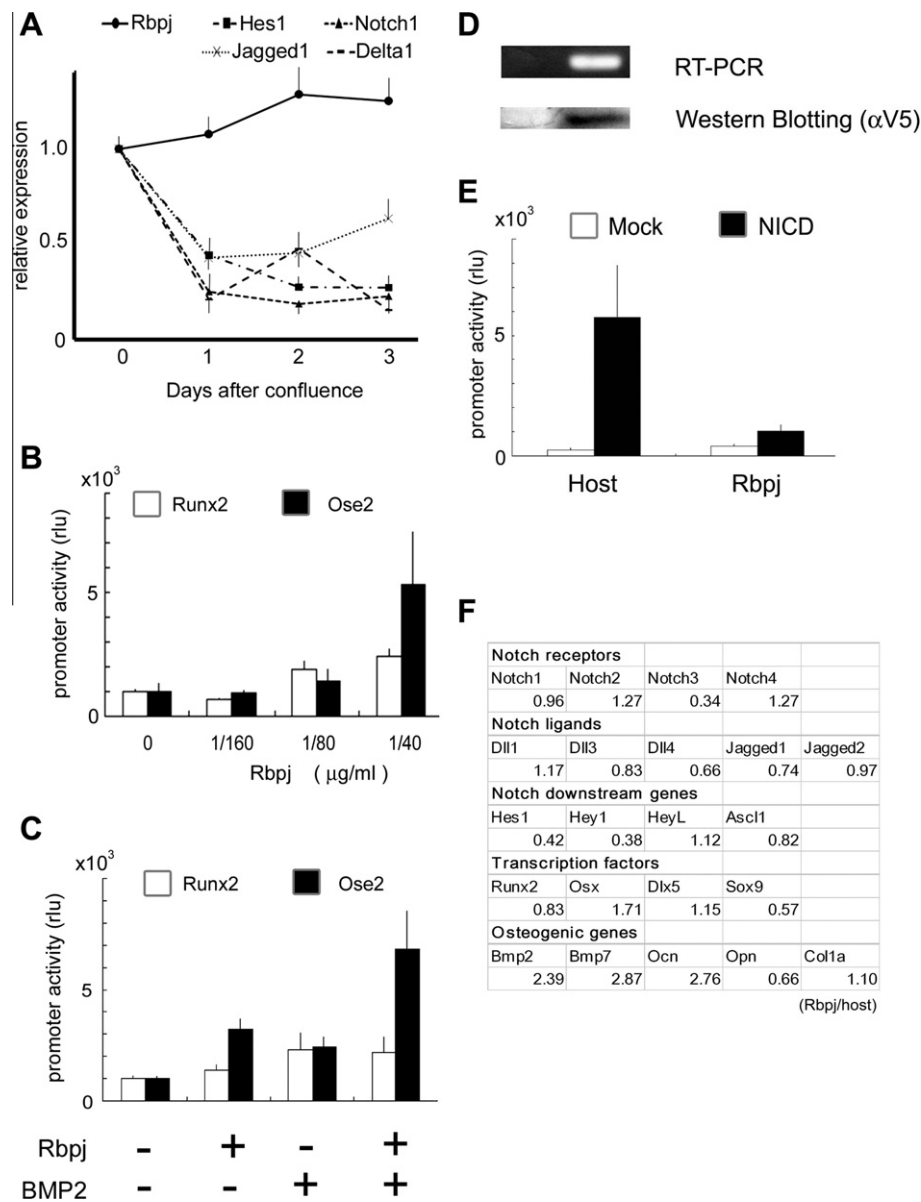 A
Rbpj Hes1 Notch1
Jagged1 Delta1
relative expression
1.0
0.5
0
0 1 2 3
Days after confluence
B
x10³
Runx2 Ose2
promoter activity (rlu)
5
0
0 1/160 1/80 1/40
Rbpj ( µg/ml )
C
x10³
Runx2 Ose2
promoter activity (rlu)
5
0
Rbpj - + - +
BMP2 - - + +
D
RT-PCR
Western Blotting (αV5)
E
x10³
Mock NICD
promoter activity (rlu)
5
0
Host Rbpj
F
Notch receptors
Notch1 Notch2 Notch3 Notch4
0.96 1.27 0.34 1.27
Notch ligands
Dll1 Dll3 Dll4 Jagged1 Jagged2
1.17 0.83 0.66 0.74 0.97
Notch downstream genes
Hes1 Hey1 HeyL Ascl1
0.42 0.38 1.12 0.82
Transcription factors
Runx2 Osx Dlx5 Sox9
0.83 1.71 1.15 0.57
Osteogenic genes
Bmp2 Bmp7 Ocn Opn Col1a
2.39 2.87 2.76 0.66 1.10
(Rbpj/host)